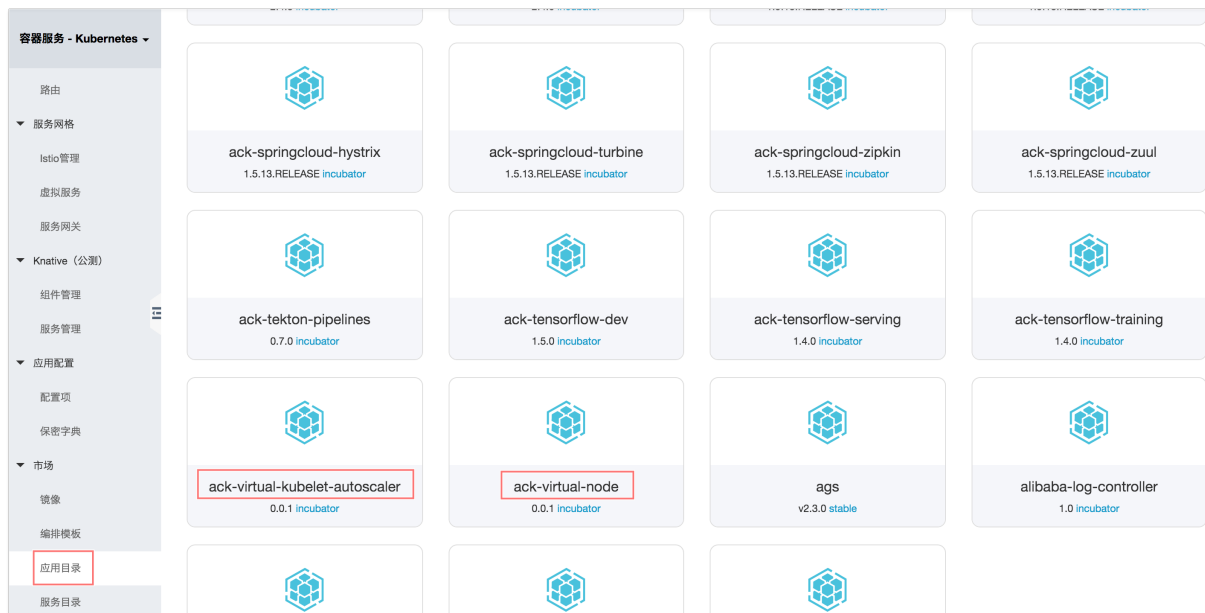 容器服务 - Kubernetes
路由
服务网格
Istio管理
虚拟服务
服务网关
Knative（公测）
组件管理
服务管理
应用配置
配置项
保密字典
市场
镜像
编排模板
应用目录
服务目录
ack-springcloud-hystrix
1.5.13.RELEASE incubator
ack-springcloud-turbine
1.5.13.RELEASE incubator
ack-springcloud-zipkin
1.5.13.RELEASE incubator
ack-springcloud-zuul
1.5.13.RELEASE incubator
ack-tekton-pipelines
0.7.0 incubator
ack-tensorflow-dev
1.5.0 incubator
ack-tensorflow-serving
1.4.0 incubator
ack-tensorflow-training
1.4.0 incubator
ack-virtual-kubelet-autoscaler
0.0.1 incubator
ack-virtual-node
0.0.1 incubator
ags
v2.3.0 stable
alibaba-log-controller
1.0 incubator